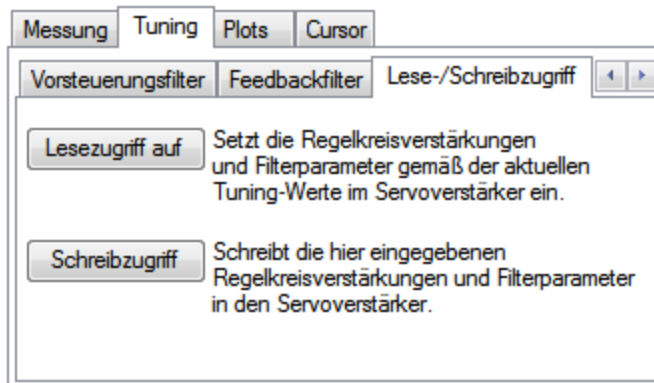 Messung Tuning Plots Cursor
Vorsteuerungsfilter Feedbackfilter Lese-/Schreibzugriff
Lesezugriff auf
Setzt die Regelkreisverstärkungen
und Filterparameter gemäß der aktuellen
Tuning-Werte im Servoverstärker ein.
Schreibzugriff
Schreibt die hier eingegebenen
Regelkreisverstärkungen und Filterparameter
in den Servoverstärker.